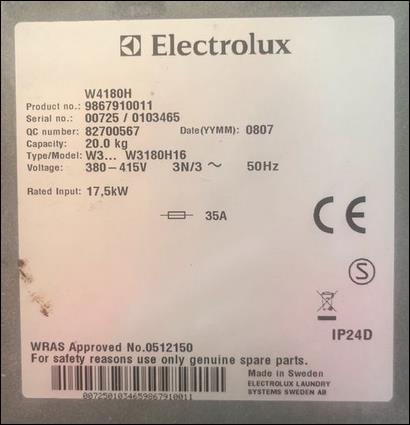 Electrolux
W4180H
Product no.: 9867910011
Serial no.: 00725 / 0103465
QC number: 82700567 Date(YYMM): 0807
Capacity: 20.0 kg
Type/Model: W3... W3180H16
Voltage: 380-415V 3N/3 ~ 50Hz
Rated Input: 17,5kW
35A
CE
S
IP24D
WRAS Approved No.0512150
For safety reasons use only genuine spare parts.
Made in Sweden
ELECTROLUX LAUNDRY
SYSTEMS SWEDEN AB
0072501034659867910011